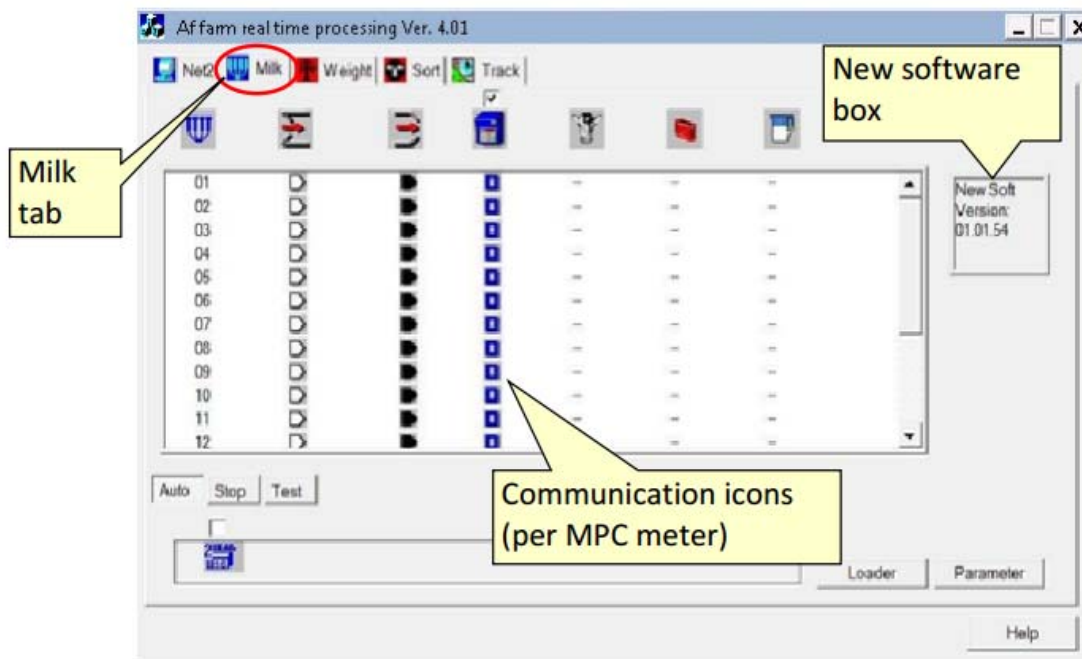 Affarm real time processing Ver. 4.01
Net2 Milk Weight Sort Track
New software
box
Milk
tab
01 -- -- --
02 -- -- --
03 -- -- --
04 -- -- --
05 -- -- --
06 -- -- --
07 -- -- --
08 -- -- --
09 -- -- --
10 -- -- --
11 -- -- --
12 -- -- --
New Soft
Version:
01.01.54
Communication icons
(per MPC meter)
Auto Stop Test
Loader Parameter
Help